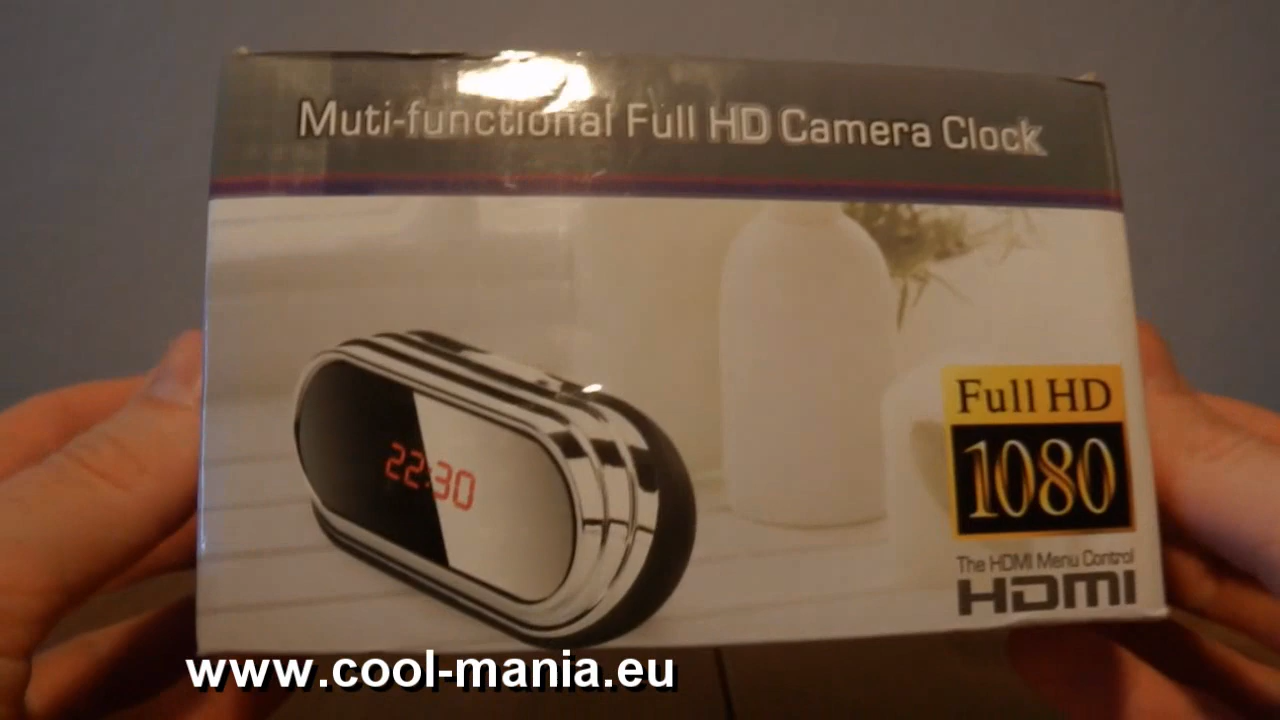 Muti-functional Full HD Camera Clock
22:30
Full HD
1080
The HDMI Menu Control
HDMI
www.cool-mania.eu